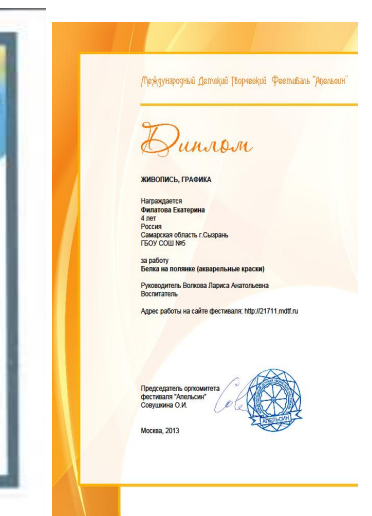 Международный Детский Творческий Фестиваль "Апельсин"
Диплом
ЖИВОПИСЬ, ГРАФИКА
Награждается
Филатова Екатерина
4 лет
Россия
Самарская область г.Сызрань
ГБОУ СОШ №5
за работу
Белка на полянке (акварельные краски)
Руководитель Волкова Лариса Анатольевна
Воспитатель
Адрес работы на сайте фестиваля: http://21711.mdtf.ru
Председатель оргкомитета
фестиваля "Апельсин"
Совушкина О.И.
АПЕЛЬСИН
Москва, 2013